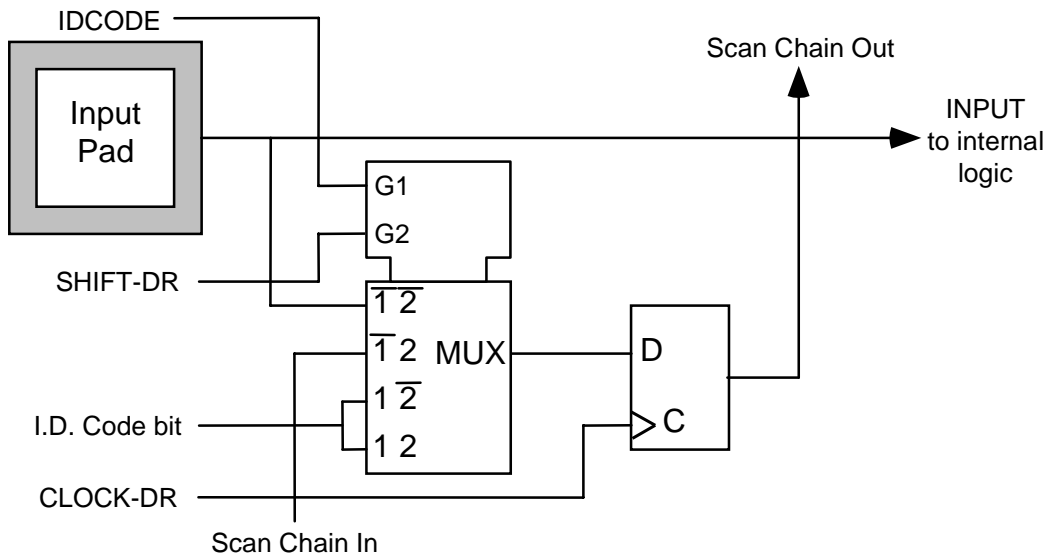 IDCODE
Scan Chain Out
Input
Pad
INPUT
to internal
logic
G1
G2
SHIFT-DR
1̅ 2̅
1̅ 2
MUX
D
1 2̅
I.D. Code bit
C
1 2
CLOCK-DR
Scan Chain In